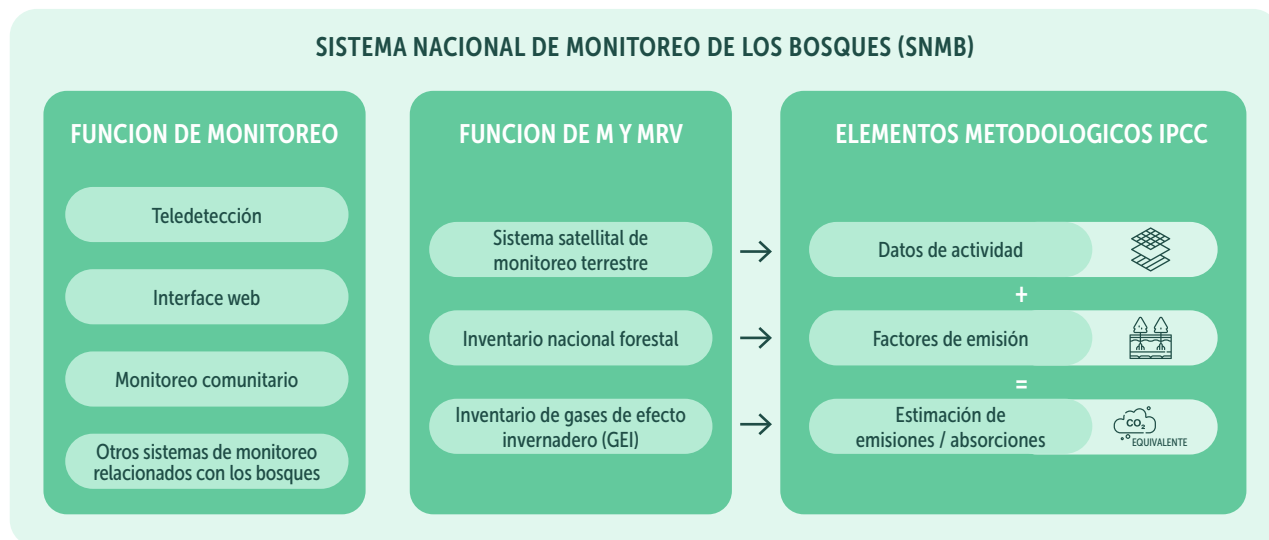 SISTEMA NACIONAL DE MONITOREO DE LOS BOSQUES (SNMB)
FUNCION DE MONITOREO
Teledetección
Interface web
Monitoreo comunitario
Otros sistemas de monitoreo
relacionados con los bosques
FUNCION DE M Y MRV
Sistema satellital de
monitoreo terrestre
Inventario nacional forestal
Inventario de gases de efecto
invernadero (GEI)
ELEMENTOS METODOLOGICOS IPCC
Datos de actividad
+
Factores de emisión
=
Estimación de
emisiones / absorciones
CO₂
EQUIVALENTE